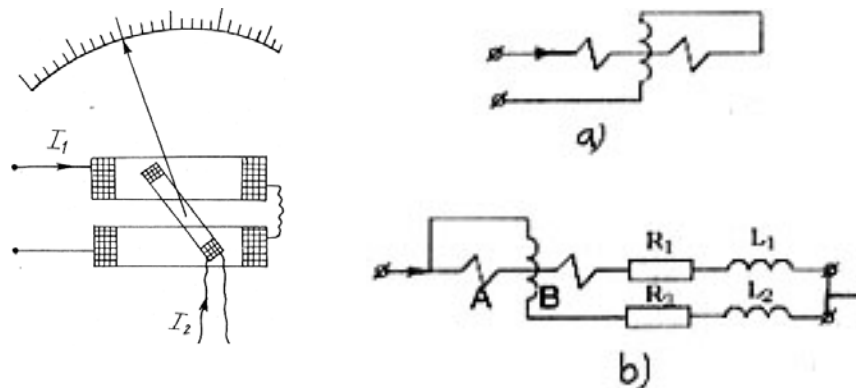 I₁
I₂
a)
A
B
R₁
L₁
R₂
L₂
b)